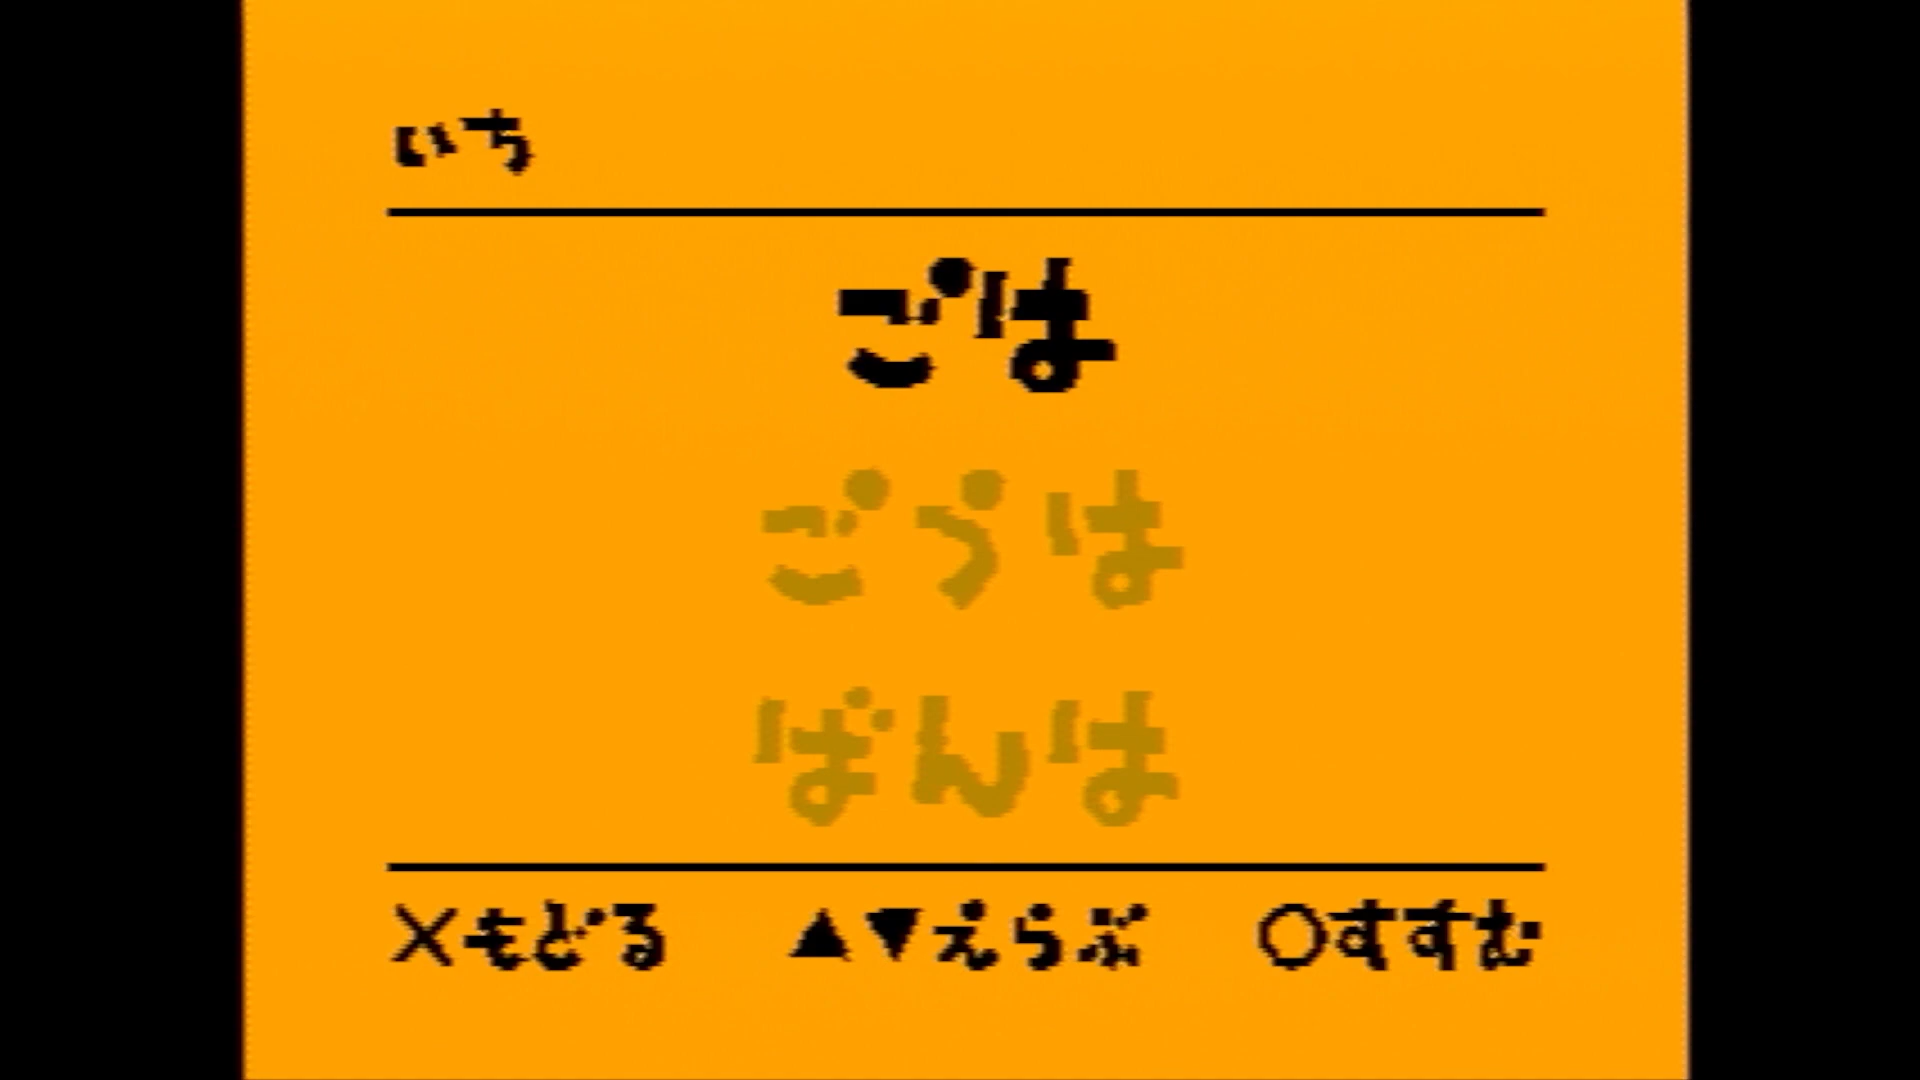 いち
ごは
ごうは
ばんは
×もどる ▲▼えらぶ ○すすむ